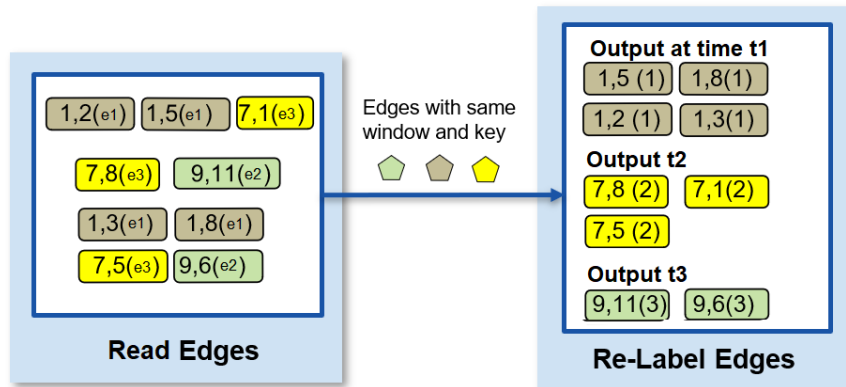 1,2(e1) 1,5(e1) 7,1(e3)
7,8(e3) 9,11(e2)
1,3(e1) 1,8(e1)
7,5(e3) 9,6(e2)
Read Edges
Edges with same
window and key
Output at time t1
1,5 (1) 1,8(1)
1,2 (1) 1,3(1)
Output t2
7,8 (2) 7,1(2)
7,5 (2)
Output t3
9,11(3) 9,6(3)
Re-Label Edges